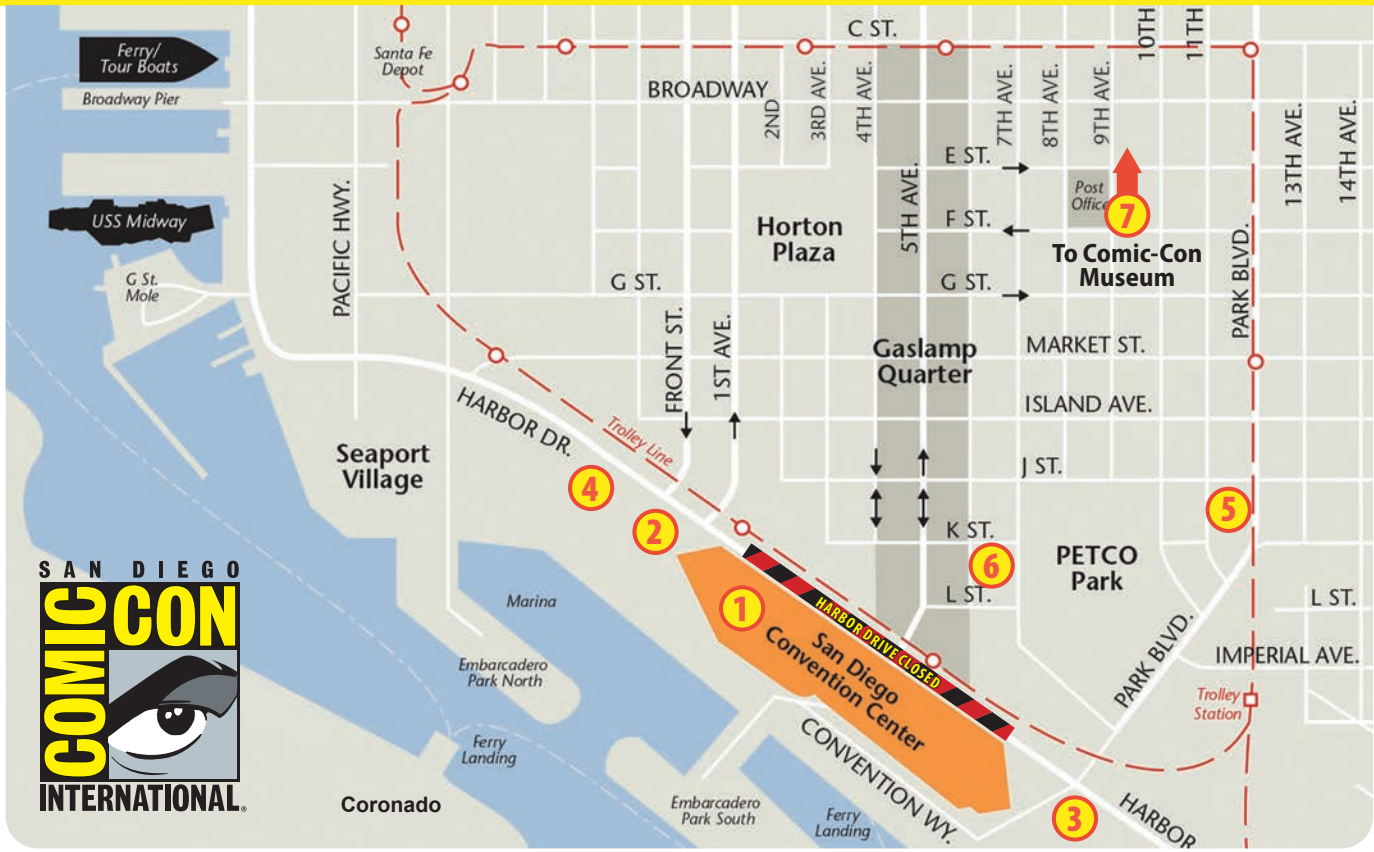 Ferry/
Tour Boats
Broadway Pier
USS Midway
G St.
Mole
Santa Fe
Depot
C ST.
BROADWAY
2ND
3RD AVE.
4TH AVE.
5TH AVE.
7TH AVE.
8TH AVE.
9TH AVE.
10TH
11TH
13TH AVE.
14TH AVE.
PARK BLVD.
E ST.
F ST.
G ST.
Post
Office
7
To Comic-Con
Museum
Horton
Plaza
PACIFIC HWY.
G ST.
FRONT ST.
1ST AVE.
Gaslamp
Quarter
MARKET ST.
ISLAND AVE.
J ST.
HARBOR DR.
Trolley Line
Seaport
Village
4
2
5
K ST.
6
PETCO
Park
L ST.
L ST.
1
HARBOR DRIVE CLOSED
San Diego
Convention Center
PARK BLVD.
IMPERIAL AVE.
Trolley
Station
Marina
Embarcadero
Park North
Ferry
Landing
Coronado
CONVENTION WY.
Embarcadero
Park South
Ferry
Landing
3
HARBOR
SAN DIEGO
COMIC
CON
INTERNATIONAL®